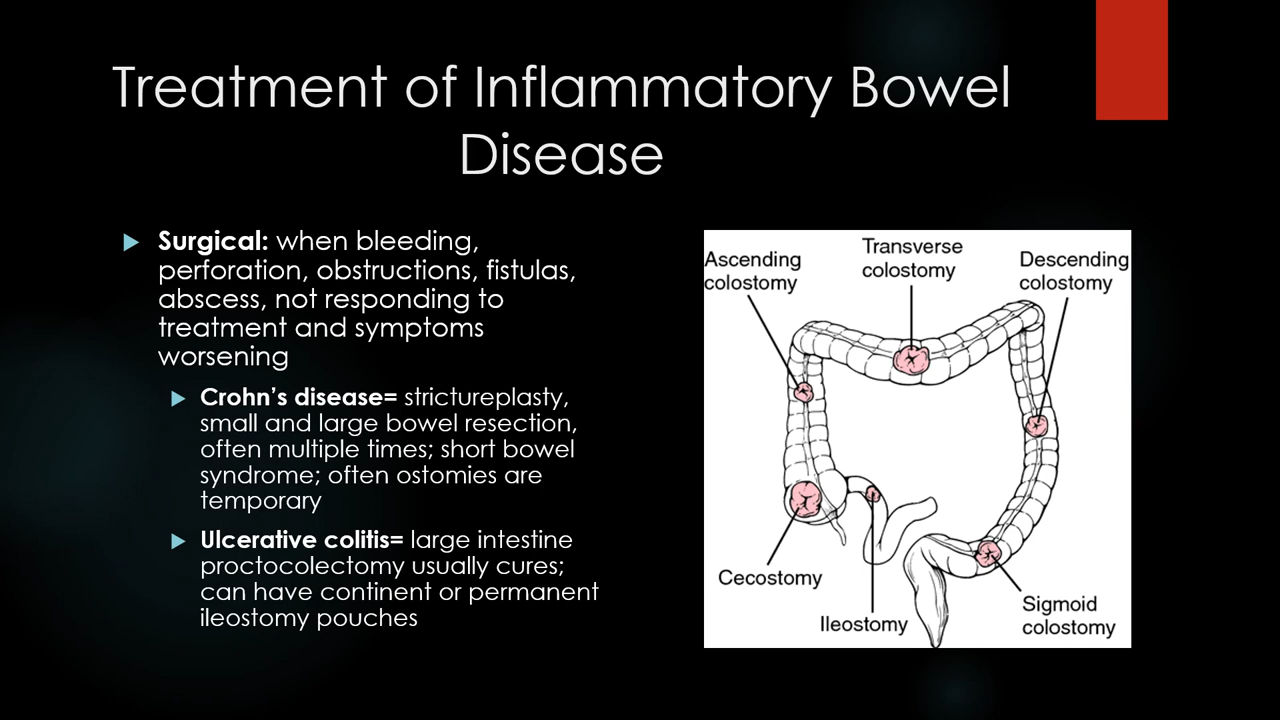 Treatment of Inflammatory Bowel
Disease
Surgical: when bleeding,
perforation, obstructions, fistulas,
abscess, not responding to
treatment and symptoms
worsening
Crohn’s disease= strictureplasty,
small and large bowel resection,
often multiple times; short bowel
syndrome; often ostomies are
temporary
Ulcerative colitis= large intestine
proctocolectomy usually cures;
can have continent or permanent
ileostomy pouches
Ascending
colostomy
Transverse
colostomy
Descending
colostomy
Cecostomy
Ileostomy
Sigmoid
colostomy